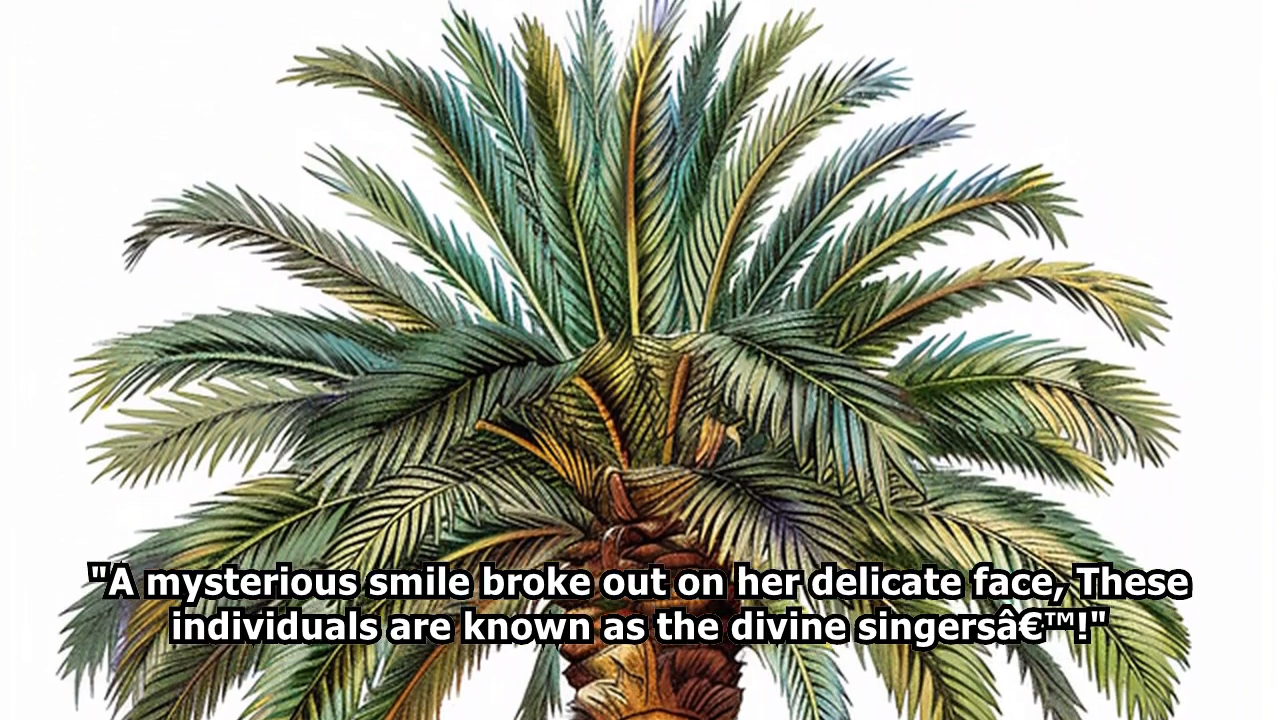 "A mysterious smile broke out on her delicate face, These
individuals are known as the divine singersâ€™!"